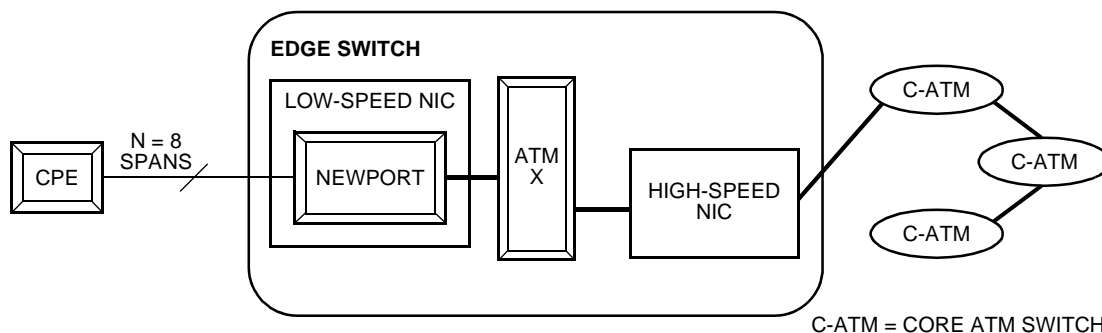 EDGE SWITCH
LOW-SPEED NIC
NEWPORT
N = 8
SPANS
CPE
ATM
X
HIGH-SPEED
NIC
C-ATM
C-ATM
C-ATM
C-ATM = CORE ATM SWITCH